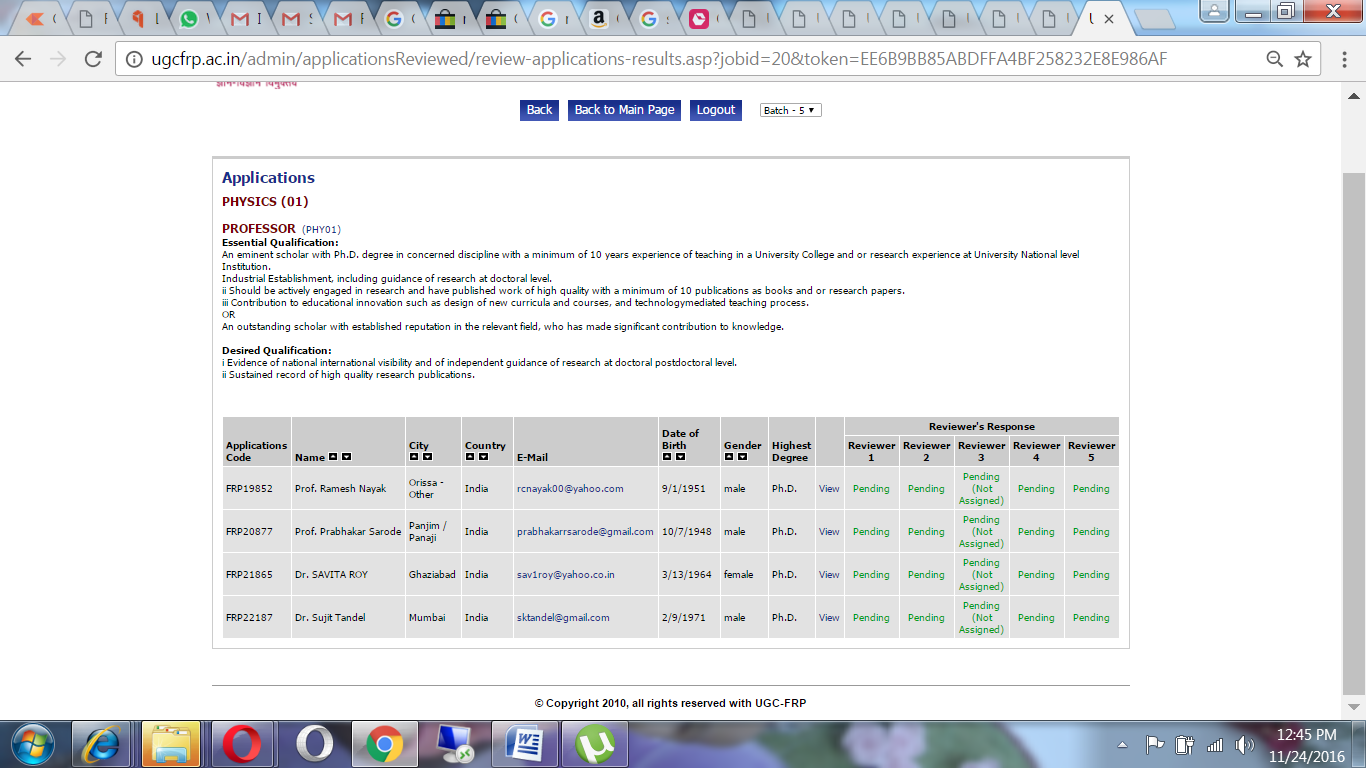 ugcfrp.ac.in/admin/applicationsReviewed/review-applications-results.asp?jobid=20&token=EE6B9BB85ABDFFA4BF258232E8E986AF
Back Back to Main Page Logout Batch - 5
Applications
PHYSICS (01)
PROFESSOR (PHY01)
Essential Qualification:
An eminent scholar with Ph.D. degree in concerned discipline with a minimum of 10 years experience of teaching in a University College and or research experience at University National level
Institution.
Industrial Establishment, including guidance of research at doctoral level.
ii Should be actively engaged in research and have published work of high quality with a minimum of 10 publications as books and or research papers.
iii Contribution to educational innovation such as design of new curricula and courses, and technologymediated teaching process.
OR
An outstanding scholar with established reputation in the relevant field, who has made significant contribution to knowledge.
Desired Qualification:
i Evidence of national international visibility and of independent guidance of research at doctoral postdoctoral level.
ii Sustained record of high quality research publications.
Applications Code Name City Country E-Mail Date of Birth Gender Highest Degree Reviewer's Response
Reviewer 1 Reviewer 2 Reviewer 3 Reviewer 4 Reviewer 5
FRP19852 Prof. Ramesh Nayak Orissa - Other India rcnayak00@yahoo.com 9/1/1951 male Ph.D. View Pending Pending Pending (Not Assigned) Pending Pending
FRP20877 Prof. Prabhakar Sarode Panjim / Panaji India prabhakarrsarode@gmail.com 10/7/1948 male Ph.D. View Pending Pending Pending (Not Assigned) Pending Pending
FRP21865 Dr. SAVITA ROY Ghaziabad India sav1roy@yahoo.co.in 3/13/1964 female Ph.D. View Pending Pending Pending (Not Assigned) Pending Pending
FRP22187 Dr. Sujit Tandel Mumbai India sktandel@gmail.com 2/9/1971 male Ph.D. View Pending Pending Pending (Not Assigned) Pending Pending
© Copyright 2010, all rights reserved with UGC-FRP
12:45 PM
11/24/2016